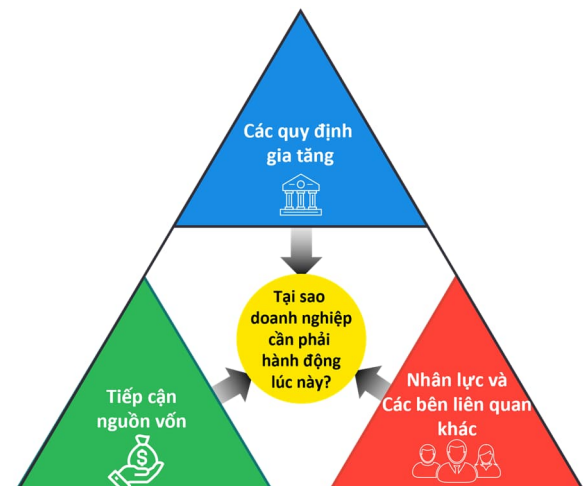 Các quy định
gia tăng
Tại sao
doanh nghiệp
cần phải
hành động
lúc này?
Tiếp cận
nguồn vốn
$
Nhân lực và
Các bên liên quan
khác